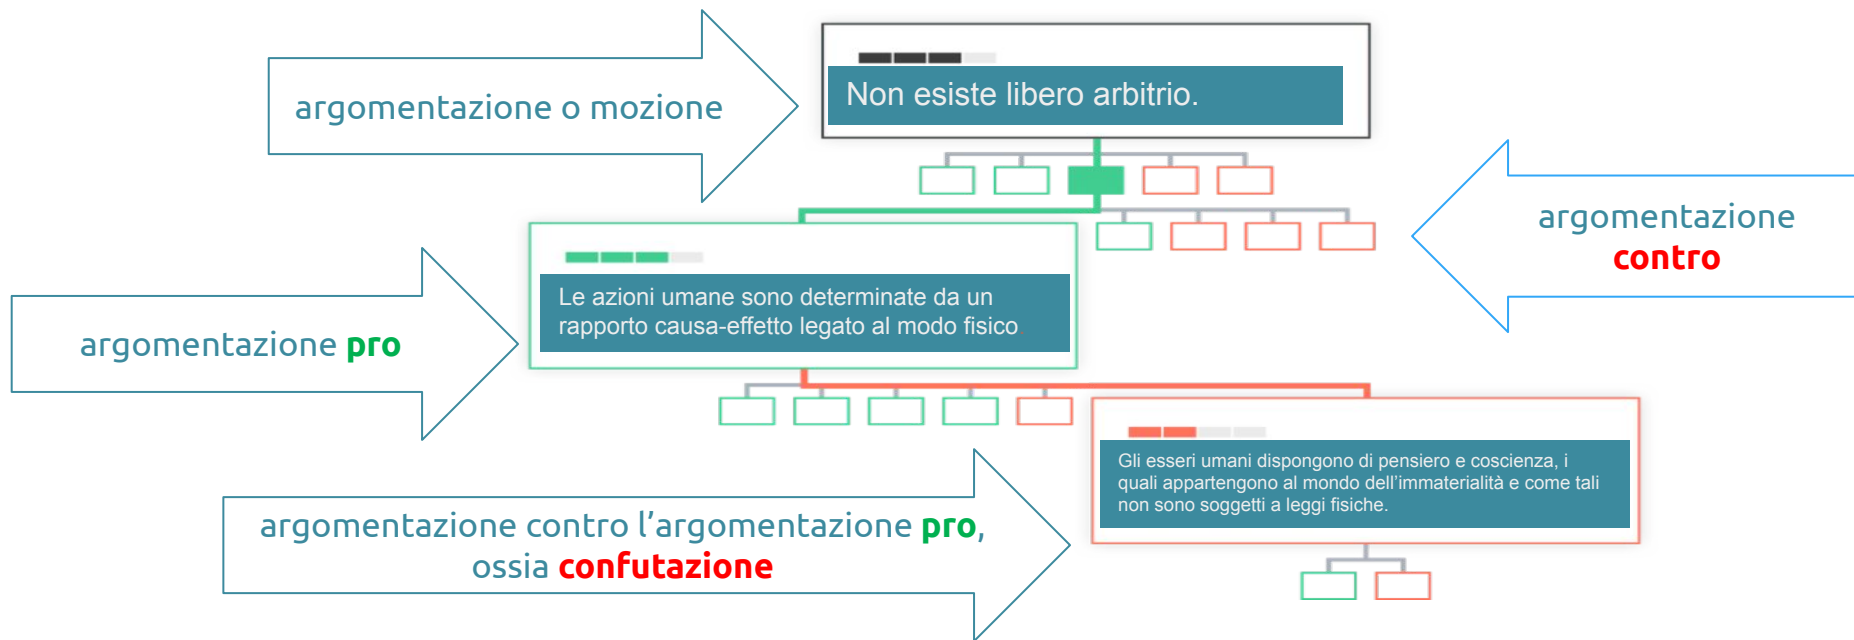 argomentazione o mozione
Non esiste libero arbitrio.
argomentazione
contro
argomentazione pro
Le azioni umane sono determinate da un
rapporto causa-effetto legato al modo fisico
Gli esseri umani dispongono di pensiero e coscienza, i
quali appartengono al mondo dell’immaterialità e come tali
non sono soggetti a leggi fisiche.
argomentazione contro l’argomentazione pro,
ossia confutazione